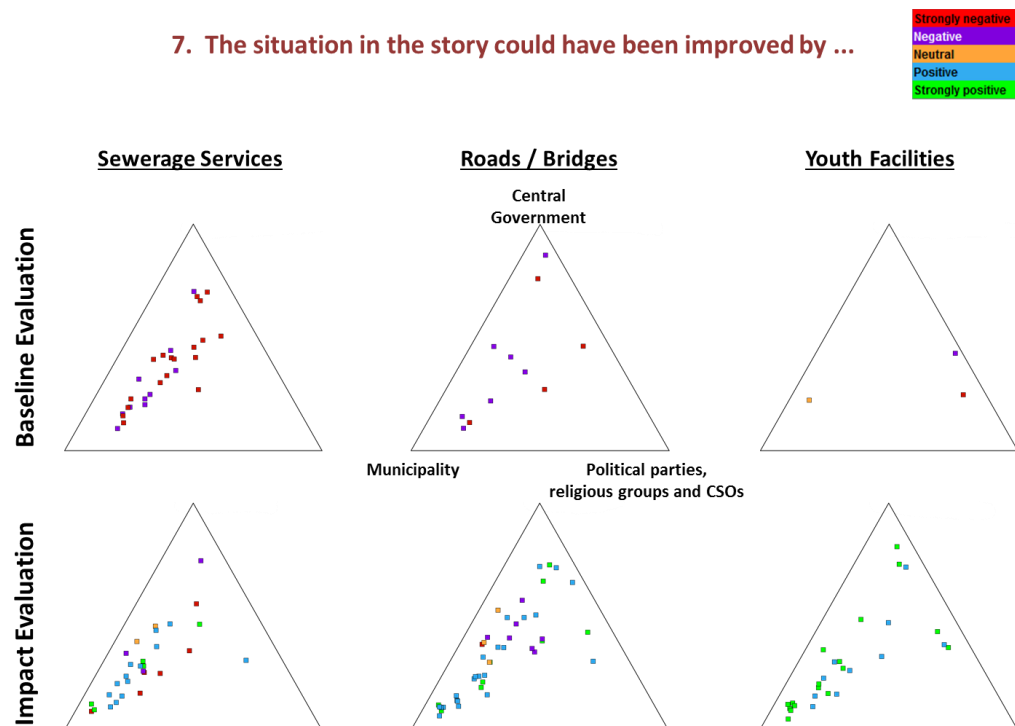 7. The situation in the story could have been improved by ...
Strongly negative
Negative
Neutral
Positive
Strongly positive
Sewerage Services
Roads / Bridges
Youth Facilities
Central
Government
Baseline Evaluation
Municipality
Political parties,
religious groups and CSOs
Impact Evaluation